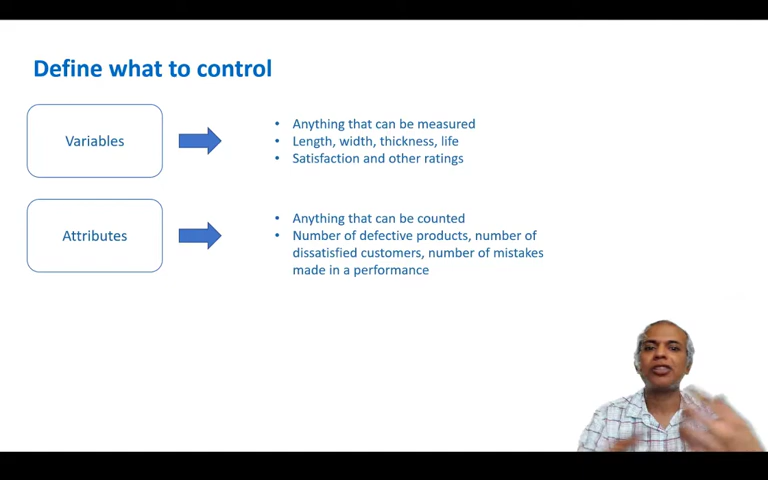 Define what to control
Variables
• Anything that can be measured
• Length, width, thickness, life
• Satisfaction and other ratings
Attributes
• Anything that can be counted
• Number of defective products, number of
dissatisfied customers, number of mistakes
made in a performance